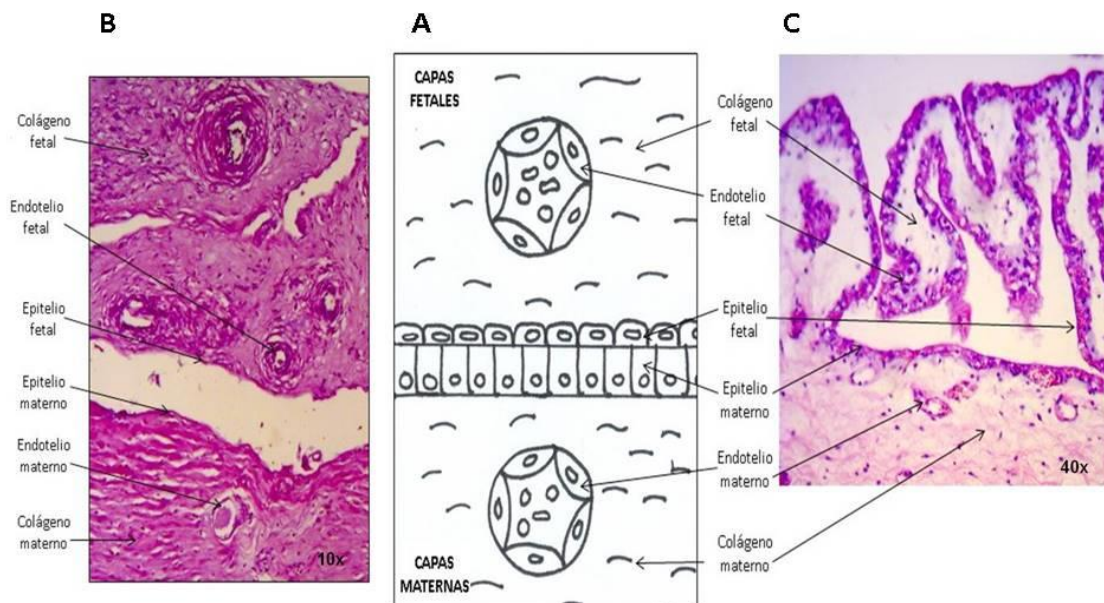 B
A
C
Colágeno
fetal
Endotelio
fetal
Epitelio
fetal
Epitelio
materno
Endotelio
materno
Colágeno
materno
10x
CAPAS
FETALES
CAPAS
MATERNAS
Colágeno
fetal
Endotelio
fetal
Epitelio
fetal
Epitelio
materno
Endotelio
materno
Colágeno
materno
40x